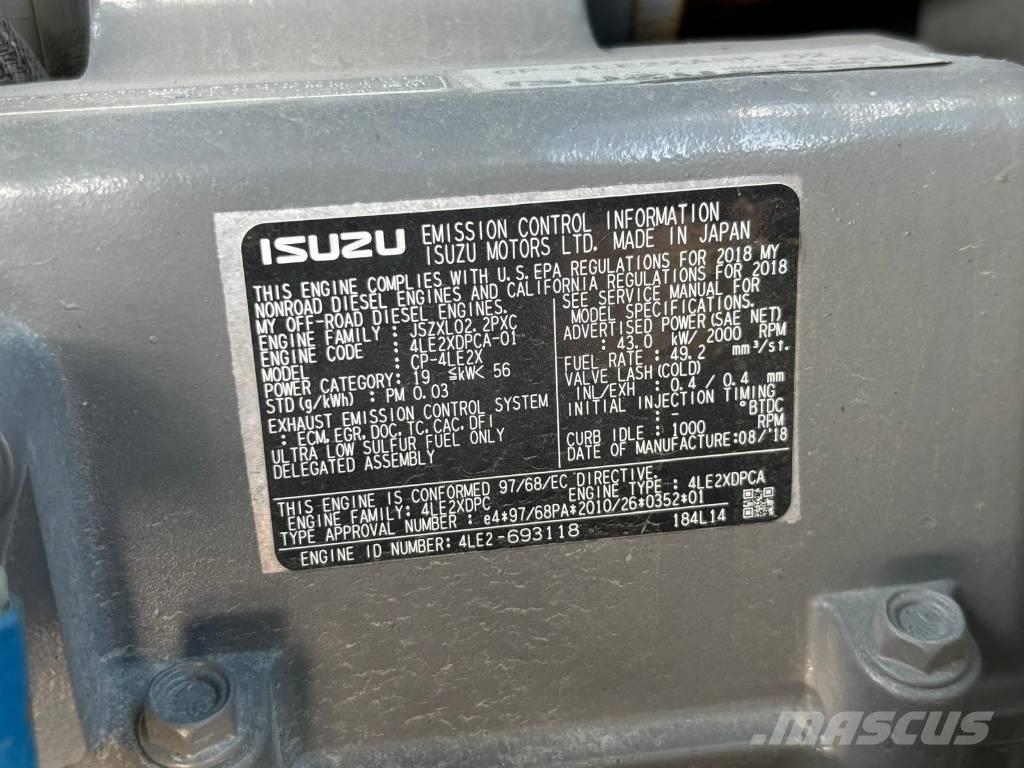 ISUZU EMISSION CONTROL INFORMATION
ISUZU MOTORS LTD. MADE IN JAPAN
THIS ENGINE COMPLIES WITH U.S.EPA REGULATIONS FOR 2018 MY
NONROAD DIESEL ENGINES AND CALIFORNIA REGULATIONS FOR 2018
MY OFF-ROAD DIESEL ENGINES.
ENGINE FAMILY : JSZXL02.2PXC
ENGINE CODE : 4LE2XDPCA-01
MODEL : CP-4LE2X
POWER CATEGORY: 19 ≦kW< 56
STD (g/kWh) : PM 0.03
EXHAUST EMISSION CONTROL SYSTEM
: ECM, EGR, DOC, TC, CAC, DFI
ULTRA LOW SULFUR FUEL ONLY
DELEGATED ASSEMBLY
SEE SERVICE MANUAL FOR
MODEL SPECIFICATIONS.
ADVERTISED POWER(SAE NET)
: 43.0 kW/ 2000 RPM
FUEL RATE : 49.2 mm³/st.
VALVE LASH (COLD)
IN/EXH : 0.4 / 0.4 mm
INITIAL INJECTION TIMING
: - °BTDC
CURB IDLE : 1000 RPM
DATE OF MANUFACTURE:08/'18
THIS ENGINE IS CONFORMED 97/68/EC DIRECTIVE.
ENGINE FAMILY: 4LE2XDPC ENGINE TYPE : 4LE2XDPCA
TYPE APPROVAL NUMBER : e4*97/68PA*2010/26*0352*01
ENGINE ID NUMBER: 4LE2-693118 184L14
MASCUS